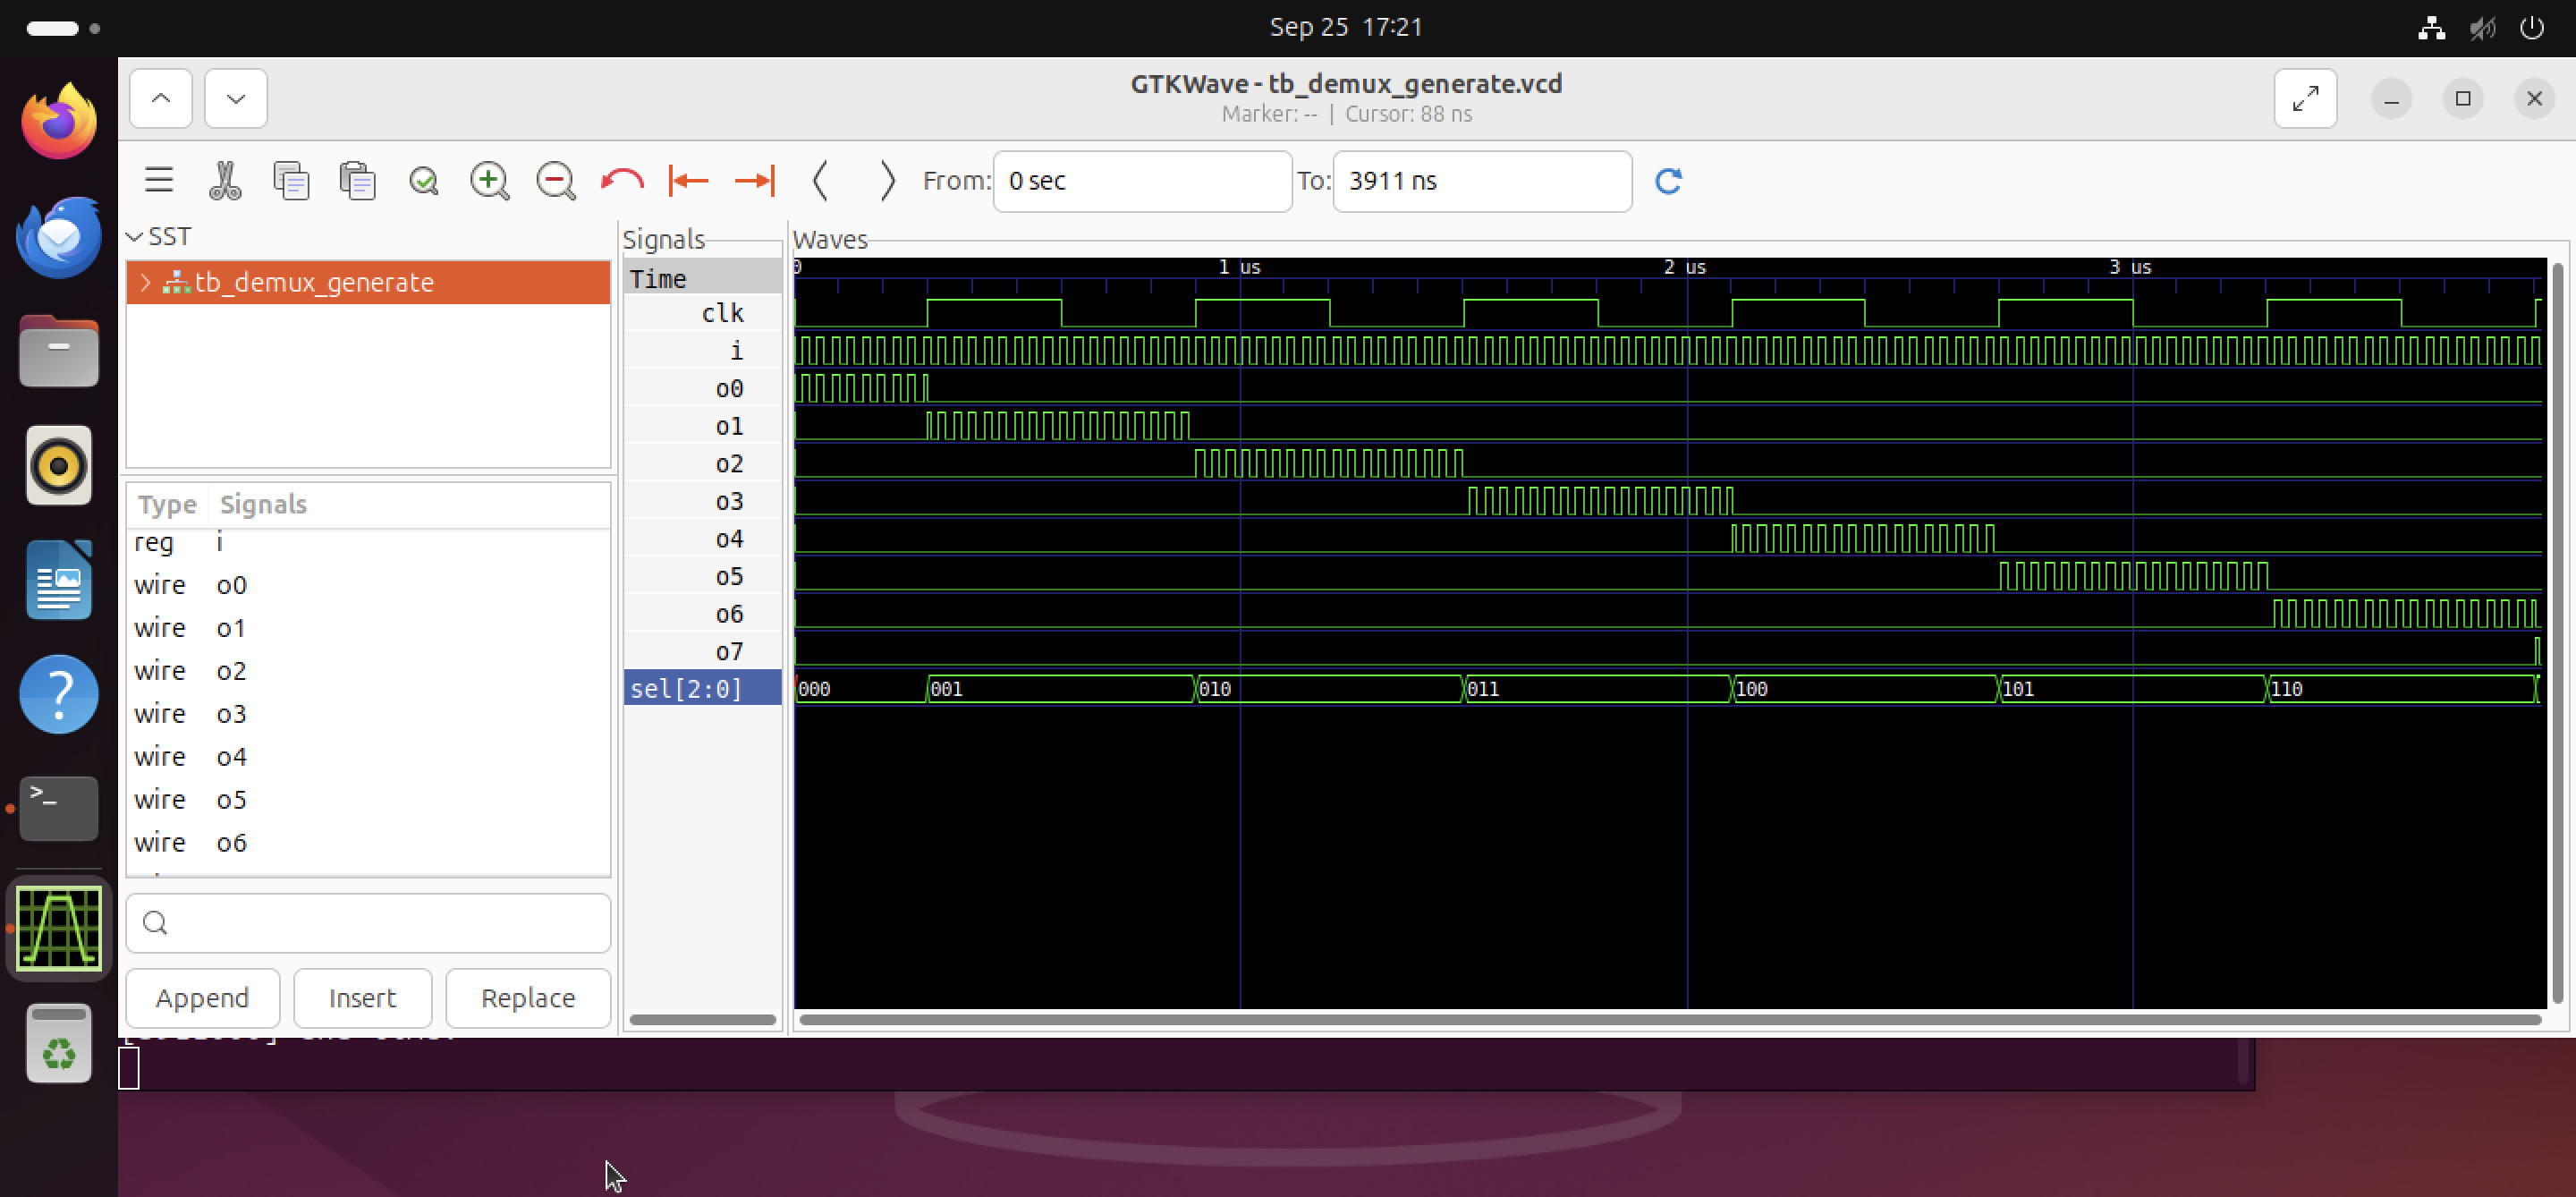 Sep 25 17:21
GTKWave - tb_demux_generate.vcd
Marker: -- | Cursor: 88 ns
From: 0 sec To: 3911 ns
SST
tb_demux_generate
Type Signals
reg i
wire o0
wire o1
wire o2
wire o3
wire o4
wire o5
wire o6
Append Insert Replace
Signals
Time
clk
i
o0
o1
o2
o3
o4
o5
o6
o7
sel[2:0]
Waves
0 1 us 2 us 3 us
000 001 010 011 100 101 110